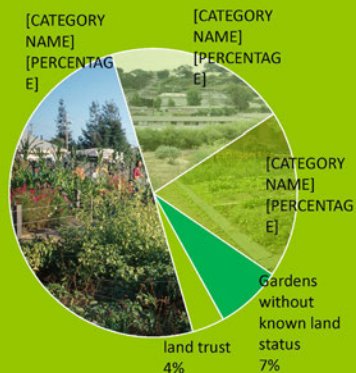 [CATEGORY
NAME]
[PERCENTAG
E]
[CATEGORY
NAME]
[PERCENTAG
E]
[CATEGORY
NAME]
[PERCENTAG
E]
Gardens
without
known land
status
7%
land trust
4%